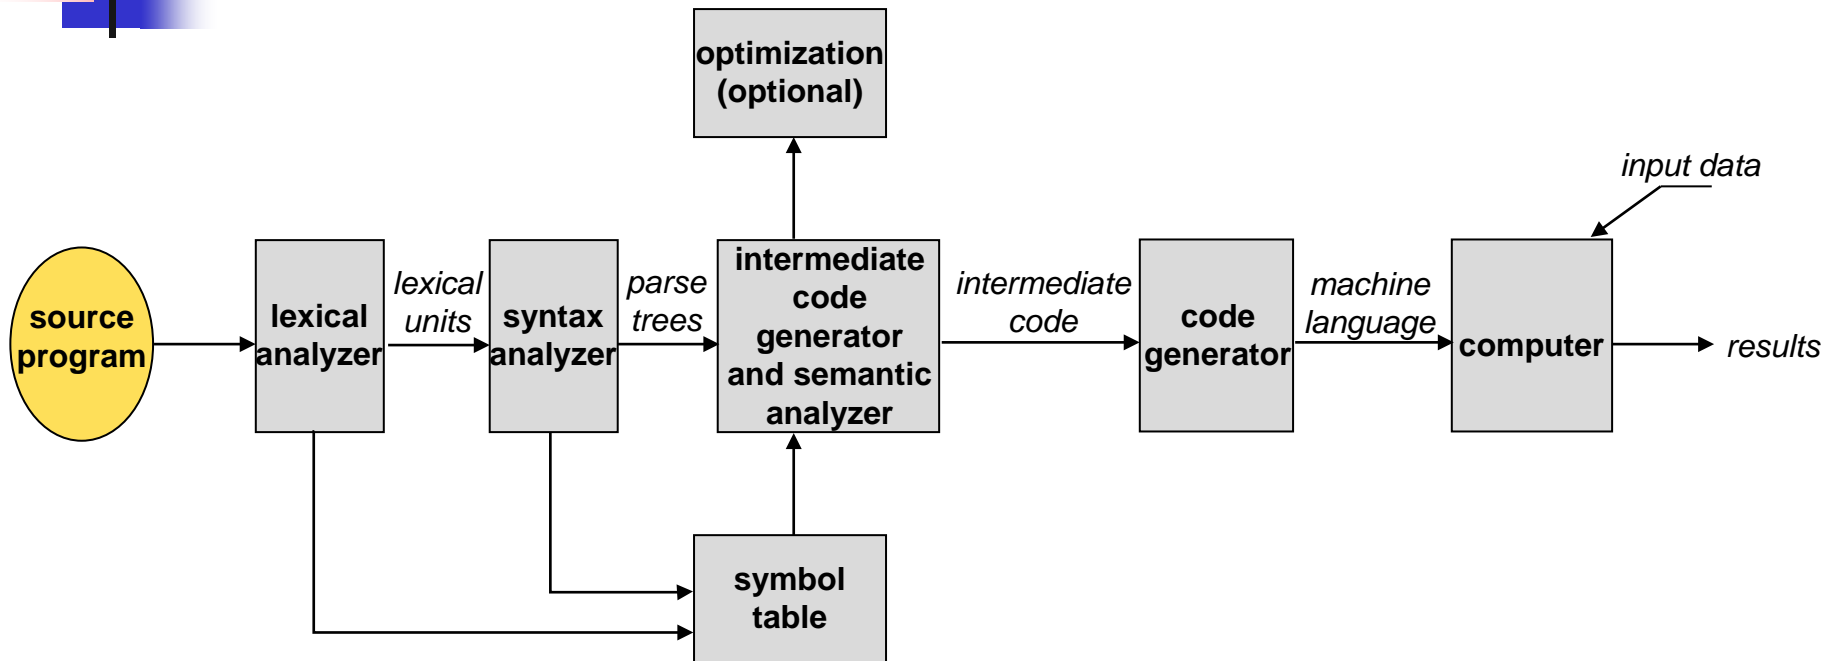 optimization
(optional)
input data
source
program
lexical
analyzer
lexical
units
syntax
analyzer
parse
trees
intermediate
code
generator
and semantic
analyzer
intermediate
code
code
generator
machine
language
computer
results
symbol
table